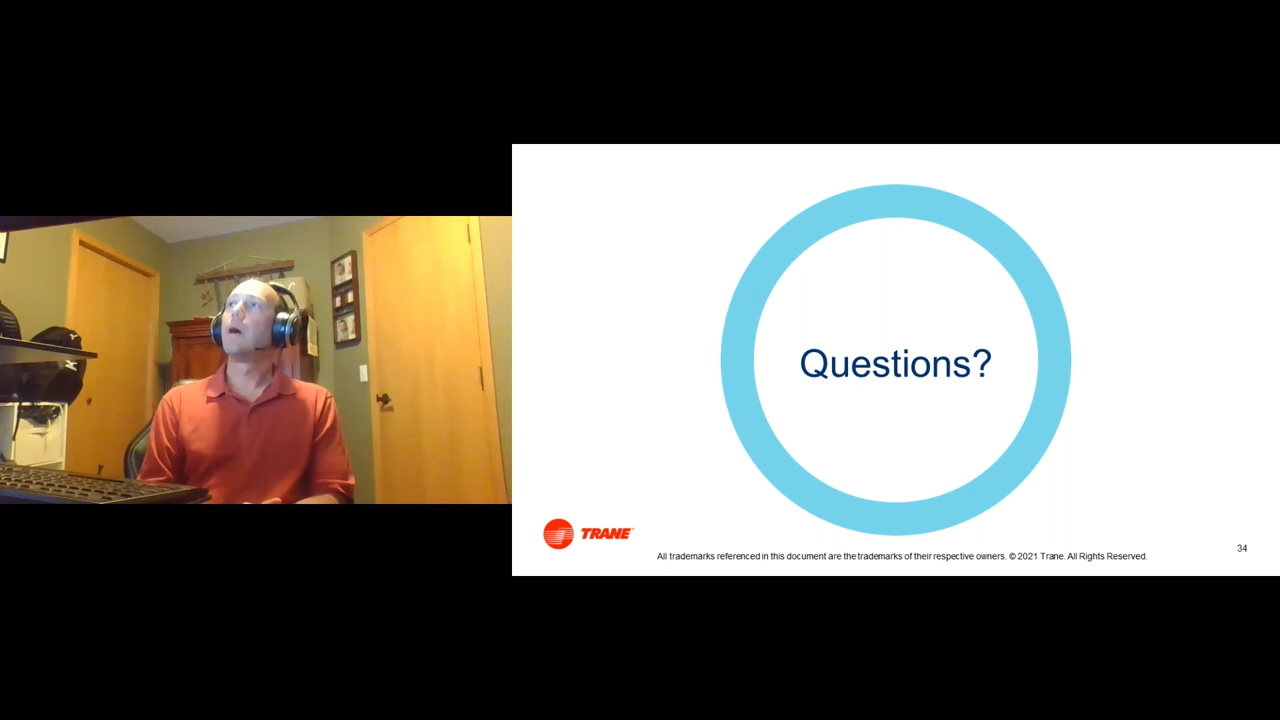 Questions?
TRANE
All trademarks referenced in this document are the trademarks of their respective owners. © 2021 Trane. All Rights Reserved.
34